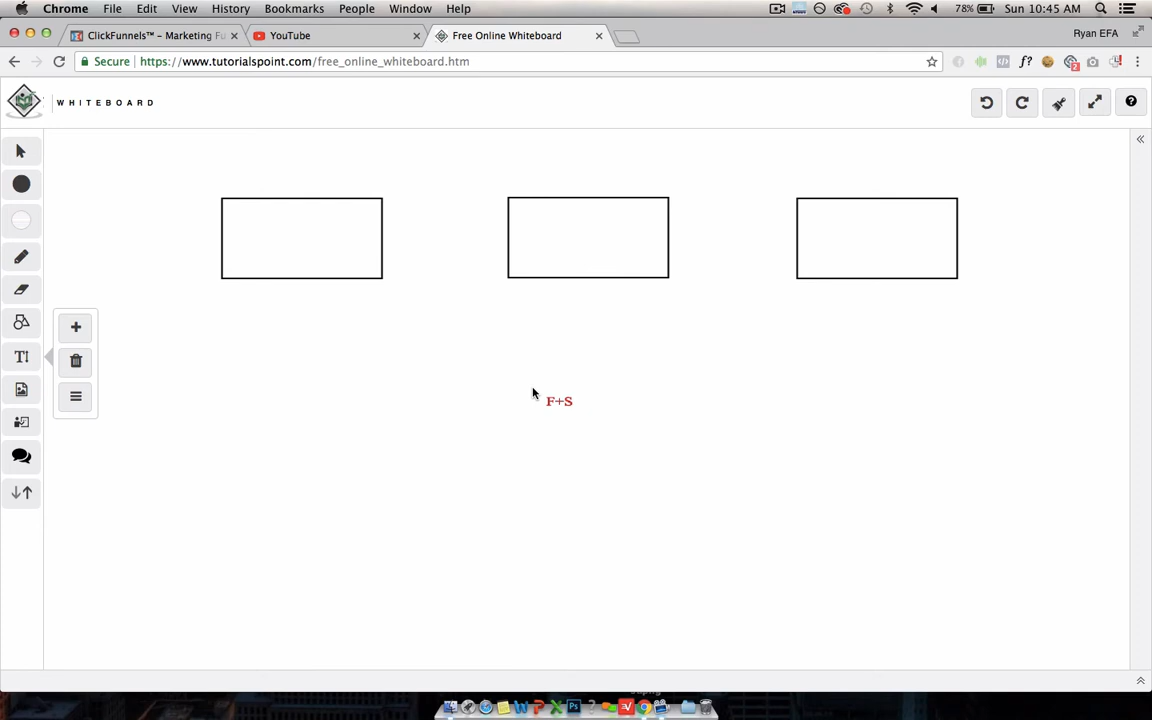 Chrome File Edit View History Bookmarks People Window Help 78% Sun 10:45 AM
ClickFunnels™ – Marketing Fu YouTube Free Online Whiteboard Ryan EFA
Secure https://www.tutorialspoint.com/free_online_whiteboard.htm f?
WHITEBOARD
F+S